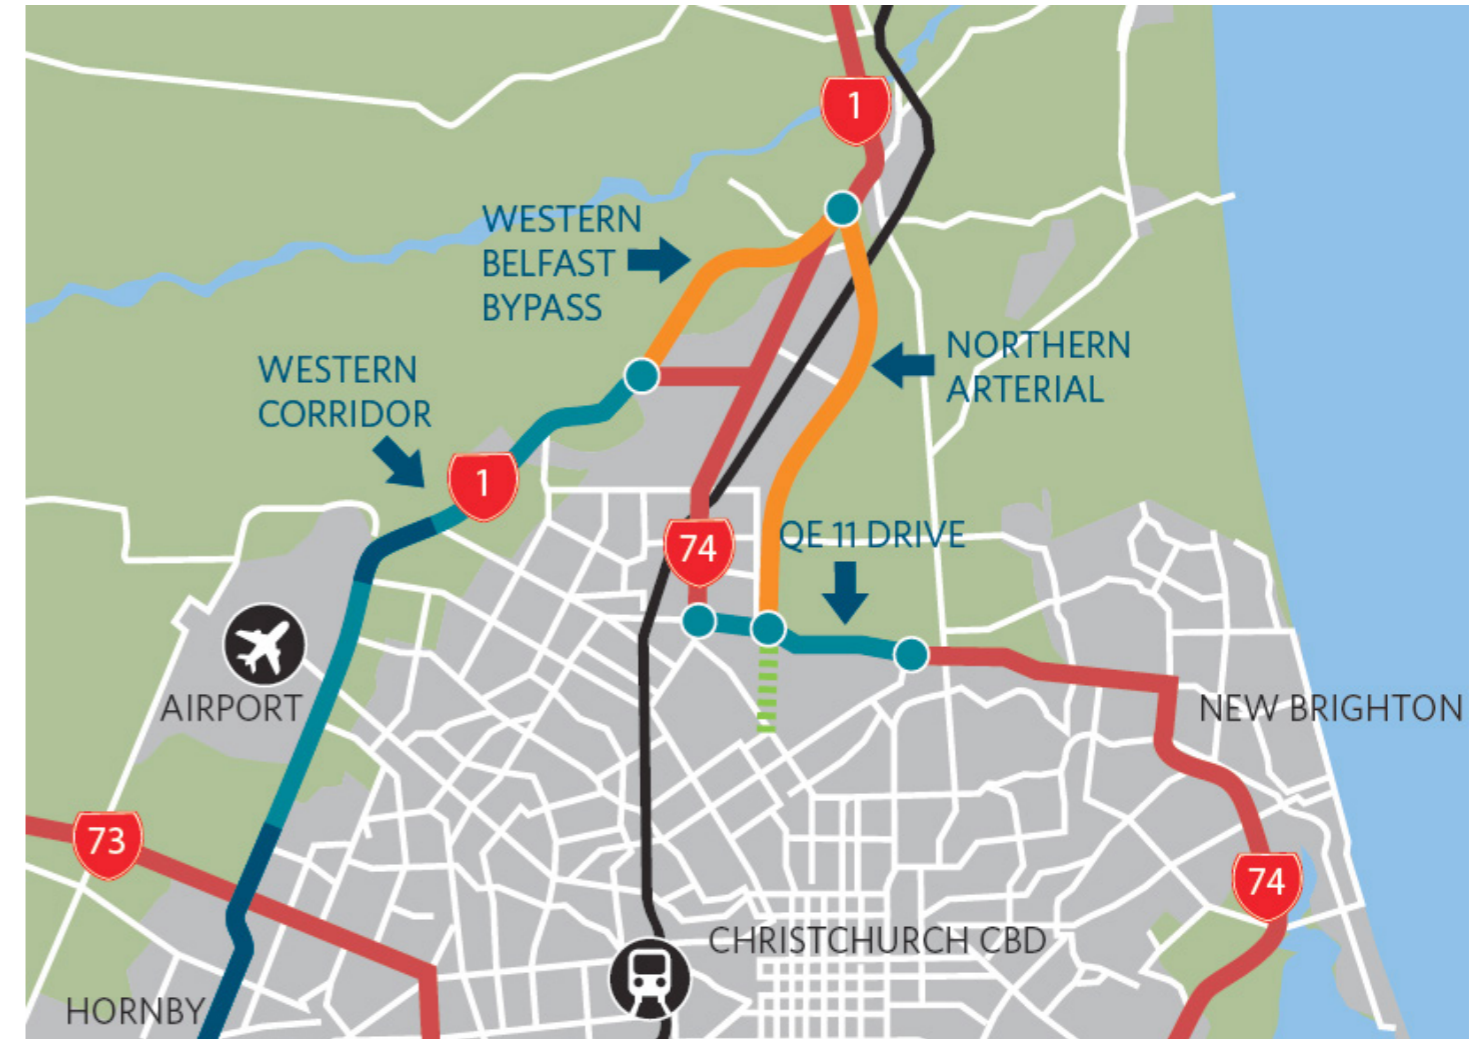 1
WESTERN
BELFAST
BYPASS
NORTHERN
ARTERIAL
WESTERN
CORRIDOR
1
74
QE 11 DRIVE
AIRPORT
NEW BRIGHTON
73
74
CHRISTCHURCH CBD
HORNBY